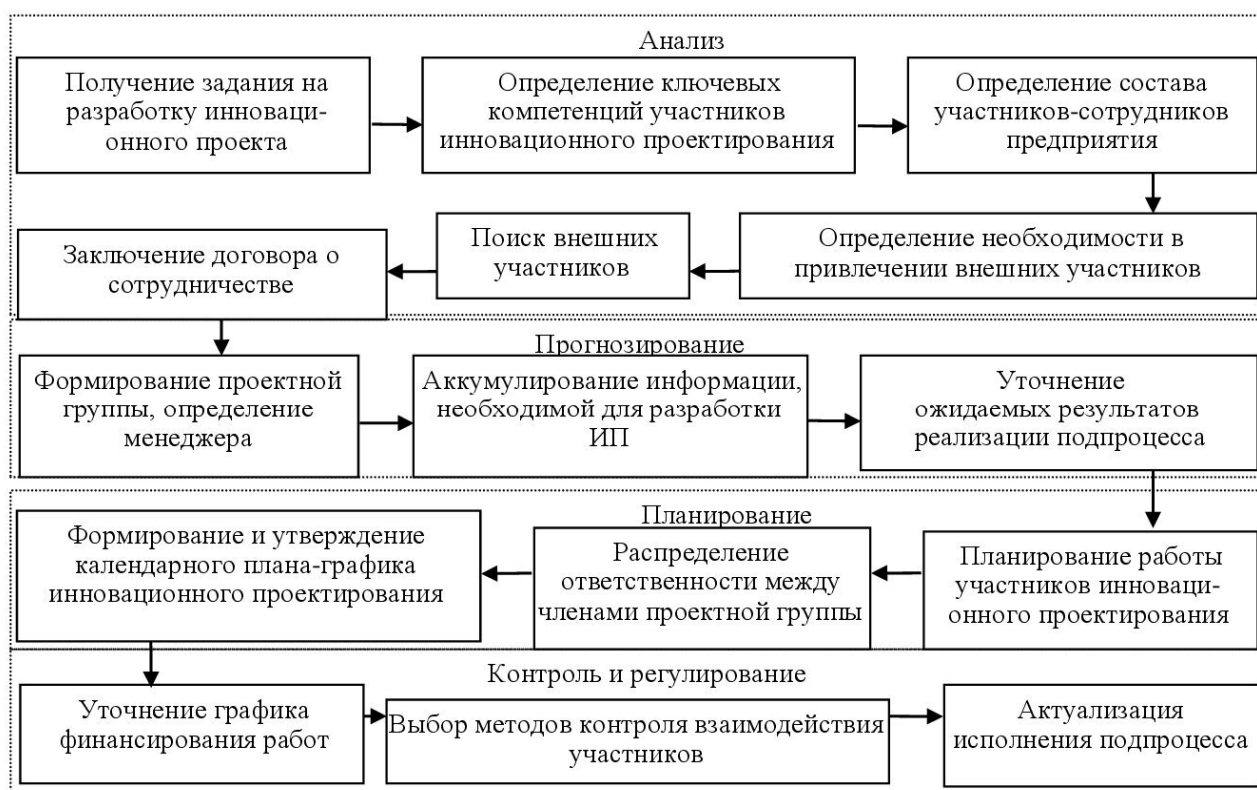 Анализ
Получение задания на
разработку инноваци-
онного проекта
Определение ключевых
компетенций участников
инновационного проектирования
Определение состава
участников-сотрудников
предприятия
Определение необходимости в
привлечении внешних участников
Поиск внешних
участников
Заключение договора о
сотрудничестве
Прогнозирование
Формирование проектной
группы, определение
менеджера
Аккумулирование информации,
необходимой для разработки
ИП
Уточнение
ожидаемых результатов
реализации подпроцесса
Планирование
Планирование работы
участников инноваци-
онного проектирования
Распределение
ответственности между
членами проектной группы
Формирование и утверждение
календарного плана-графика
инновационного проектирования
Контроль и регулирование
Уточнение графика
финансирования работ
Выбор методов контроля взаимодействия
участников
Актуализация
исполнения подпроцесса